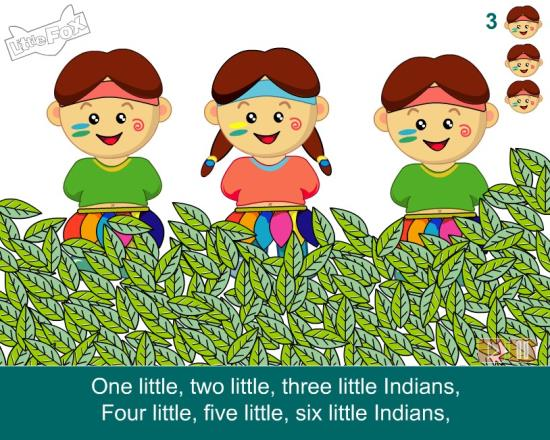 Little Fox
3
One little, two little, three little Indians,
Four little, five little, six little Indians,